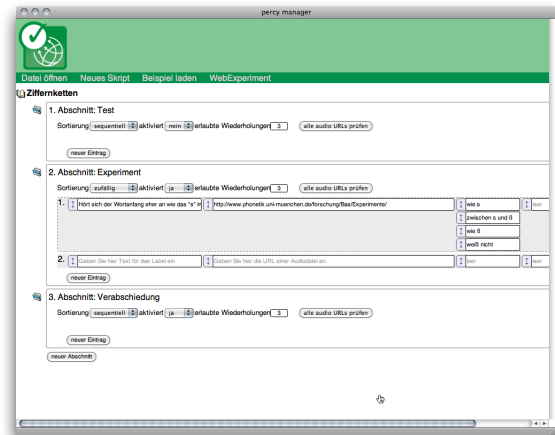 percy manager
Datei öffnen Neues Skript Beispiel laden WebExperiment
Ziffernketten
1. Abschnitt: Test
Sortierung sequentiell aktiviert nein erlaubte Wiederholungen 3 alle audio URLs prüfen
neuer Eintrag
2. Abschnitt: Experiment
Sortierung zufällig aktiviert ja erlaubte Wiederholungen 3 alle audio URLs prüfen
1. Hört sich der Wortanfang eher an wie das "s" in http://www.phonetik.uni-muenchen.de/forschung/Bas/Experimente/ wie s leer
zwischen s und ß
wie ß
weiß nicht
2. Geben Sie hier Text für das Label ein Geben Sie hier die URL einer Audiodatei an. leer leer
neuer Eintrag
3. Abschnitt: Verabschiedung
Sortierung sequentiell aktiviert ja erlaubte Wiederholungen 3 alle audio URLs prüfen
neuer Eintrag
neuer Abschnitt